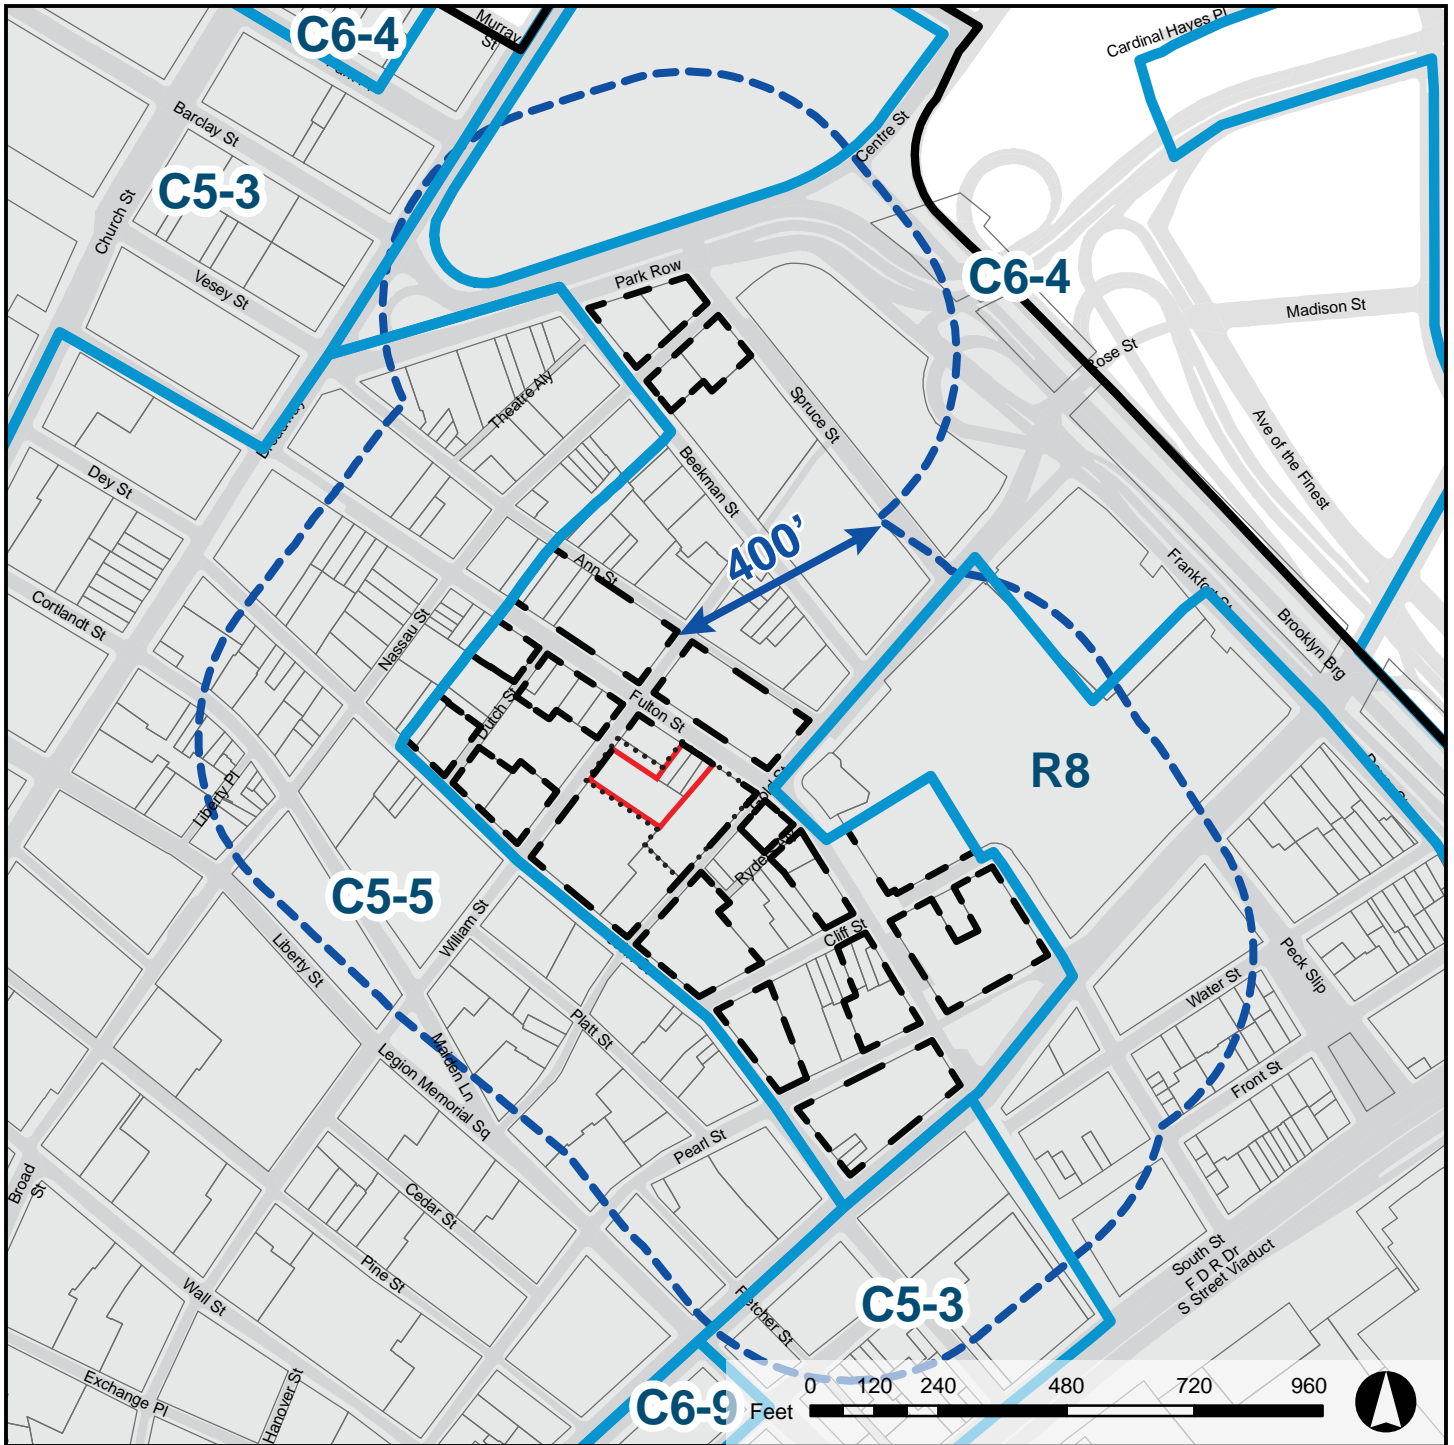 C6-4
Murray
St
Cardinal Hayes Pl
Barclay St
Centre St
C5-3
Church St
Vesey St
Park Row
C6-4
Madison St
Rose St
Theatre Aly
Spruce St
Ave of the Finest
Dey St
Beekman St
400’
Ann St
Frankfort St
Cortlandt St
Nassau St
Brooklyn Brg
Dutch St
Fulton St
Gold St
R8
Liberty Pl
Ryders Aly
C5-5
William St
Cliff St
Liberty St
Peck Slip
Water St
Platt St
Maiden Ln
Legion Memorial Sq
Front St
Pearl St
Broad
St
Cedar St
Pine St
South St
F D R Dr
S Street Viaduct
Wall St
Fletcher St
C5-3
Exchange Pl
Hanover St
C6-9
0 120 240 480 720 960
Feet